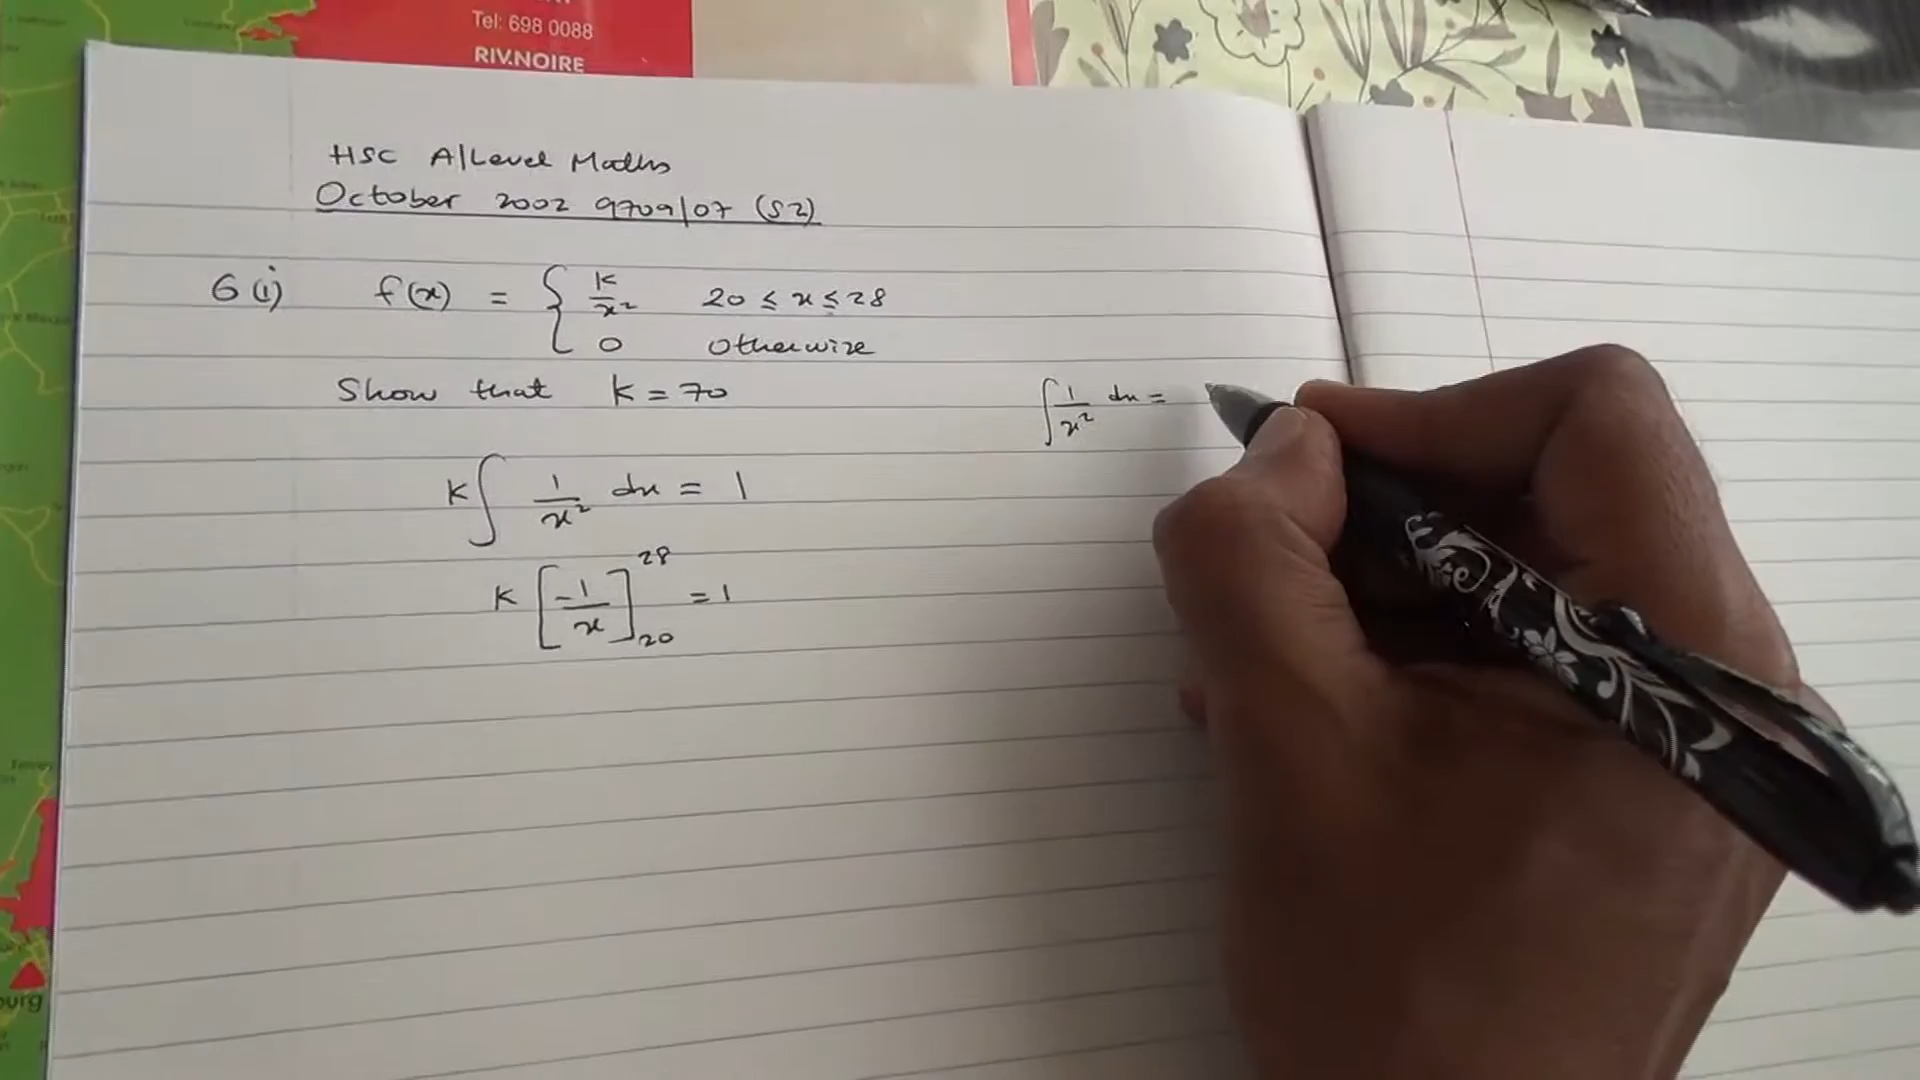 Tel: 698 0088
RIV.NOIRE
HSC A/Level Maths
October 2002 9709/07 (S2)
6 (i) f(x) = { k/x² 20 ≤ x ≤ 28
0 otherwise
Show that k = 70
∫ 1/x² dx =
k ∫ 1/x² dx = 1
k [-1/x]²⁸₂₀ = 1